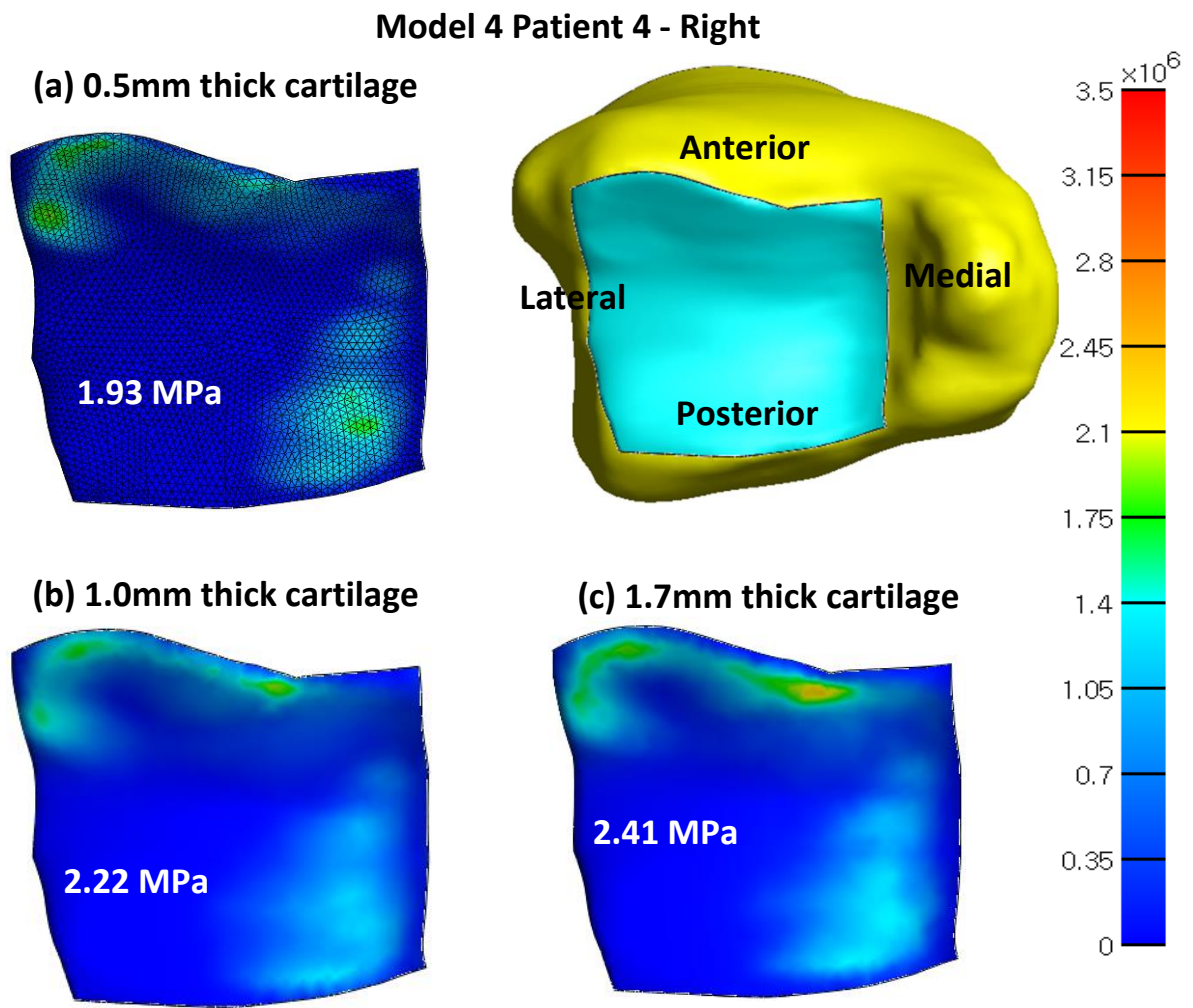 Model 4 Patient 4 - Right
(a) 0.5mm thick cartilage
1.93 MPa
Anterior
Lateral
Medial
Posterior
×10⁶
3.5
3.15
2.8
2.45
2.1
1.75
1.4
1.05
0.7
0.35
0
(b) 1.0mm thick cartilage
2.22 MPa
(c) 1.7mm thick cartilage
2.41 MPa